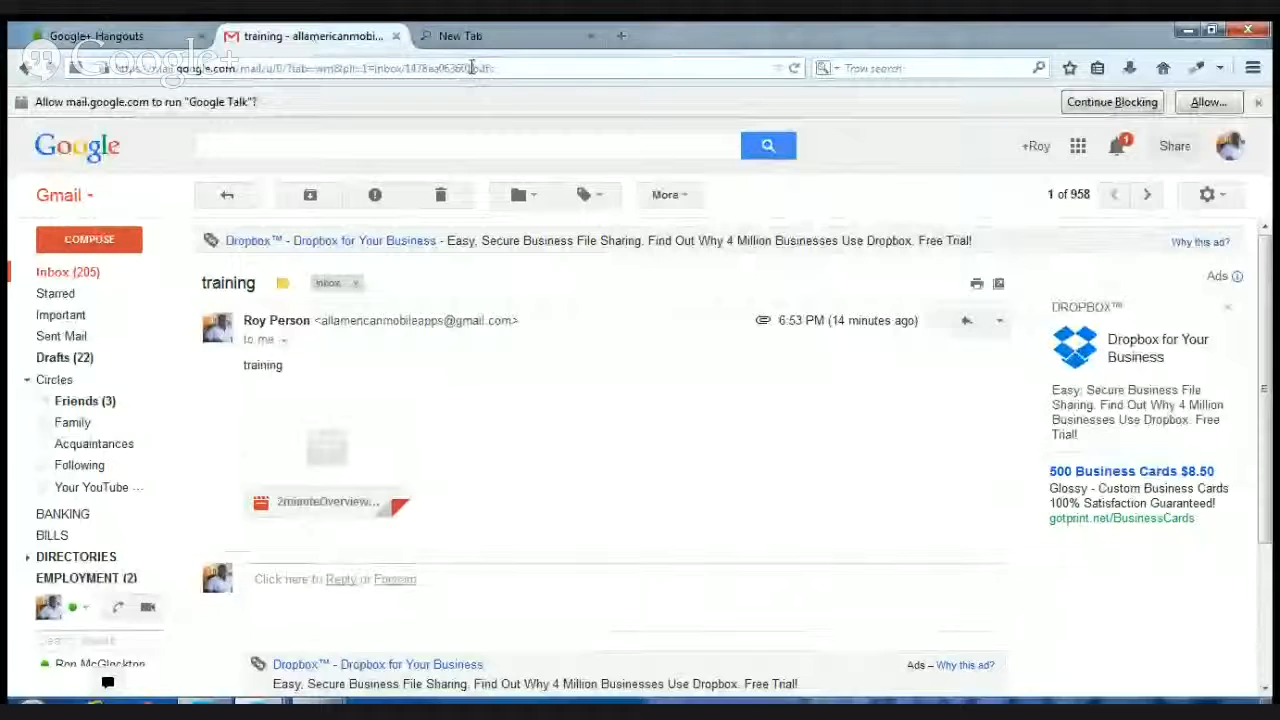 Google+ Hangouts
training - allamericanmobi...
New Tab
Google+
Allow mail.google.com to run "Google Talk"?
Continue Blocking
Allow...
Google
+Roy
1
Share
Gmail
More
1 of 958
COMPOSE
Dropbox™ - Dropbox for Your Business - Easy, Secure Business File Sharing. Find Out Why 4 Million Businesses Use Dropbox. Free Trial!
Why this ad?
Inbox (205)
Starred
Important
Sent Mail
Drafts (22)
Circles
Friends (3)
Family
Acquaintances
Following
Your YouTube ...
BANKING
BILLS
DIRECTORIES
EMPLOYMENT (2)
Ron McGlockton
training
Inbox x
Roy Person <allamericanmobileapps@gmail.com>
6:53 PM (14 minutes ago)
to me
training
2minuteOverview...
Click here to Reply or Forward
Dropbox™ - Dropbox for Your Business
Ads – Why this ad?
Easy, Secure Business File Sharing. Find Out Why 4 Million Businesses Use Dropbox. Free Trial!
Ads
DROPBOX™
Dropbox for Your
Business
Easy, Secure Business File
Sharing. Find Out Why 4 Million
Businesses Use Dropbox. Free
Trial!
500 Business Cards $8.50
Glossy - Custom Business Cards
100% Satisfaction Guaranteed!
gotprint.net/BusinessCards